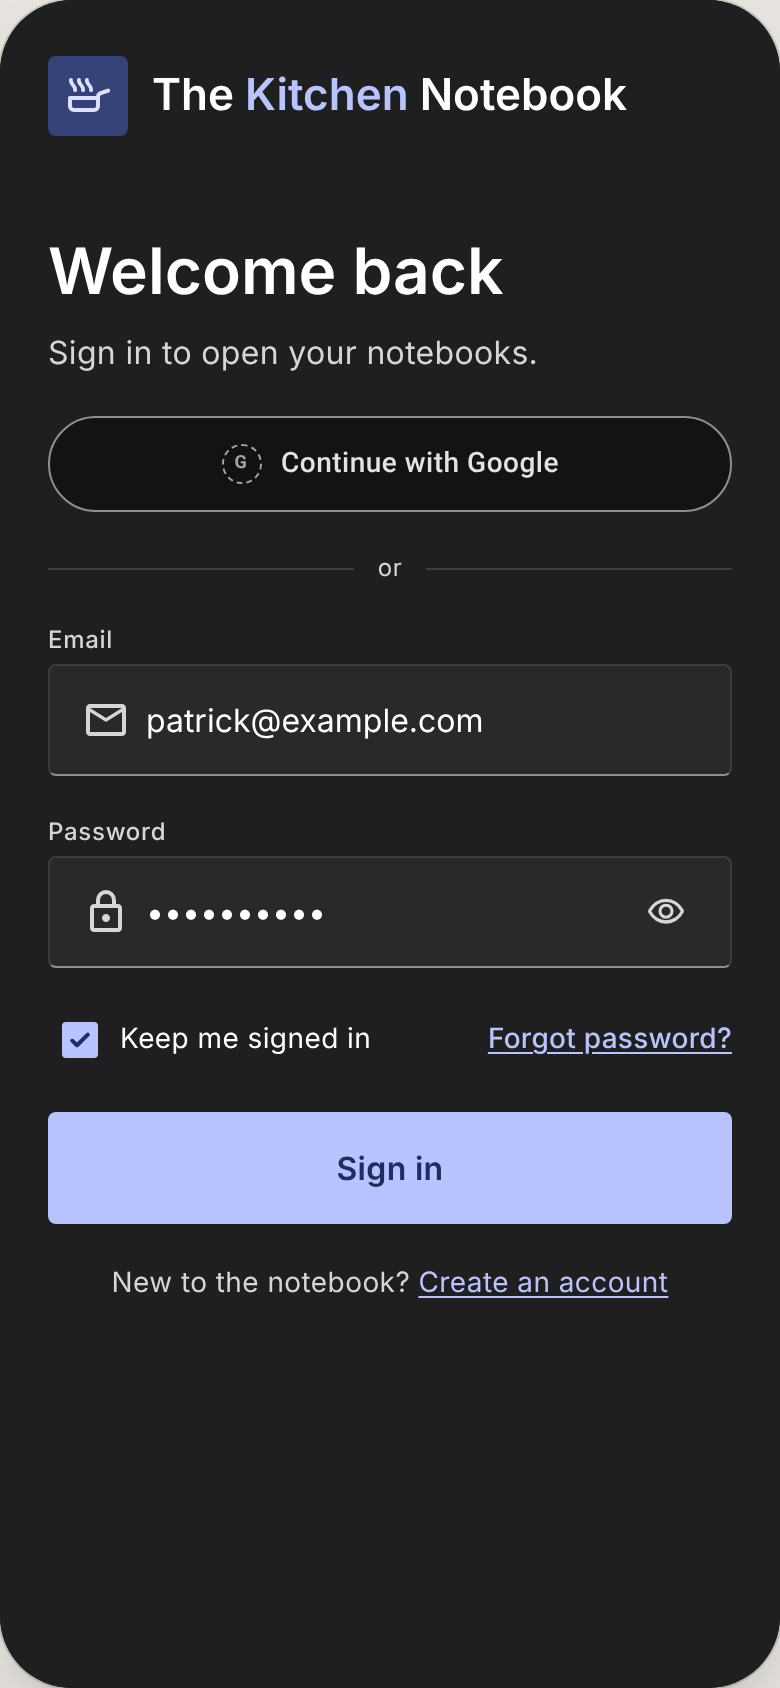 The Kitchen Notebook
Welcome back
Sign in to open your notebooks.
G Continue with Google
or
Email
patrick@example.com
Password
••••••••••
Keep me signed in Forgot password?
Sign in
New to the notebook? Create an account